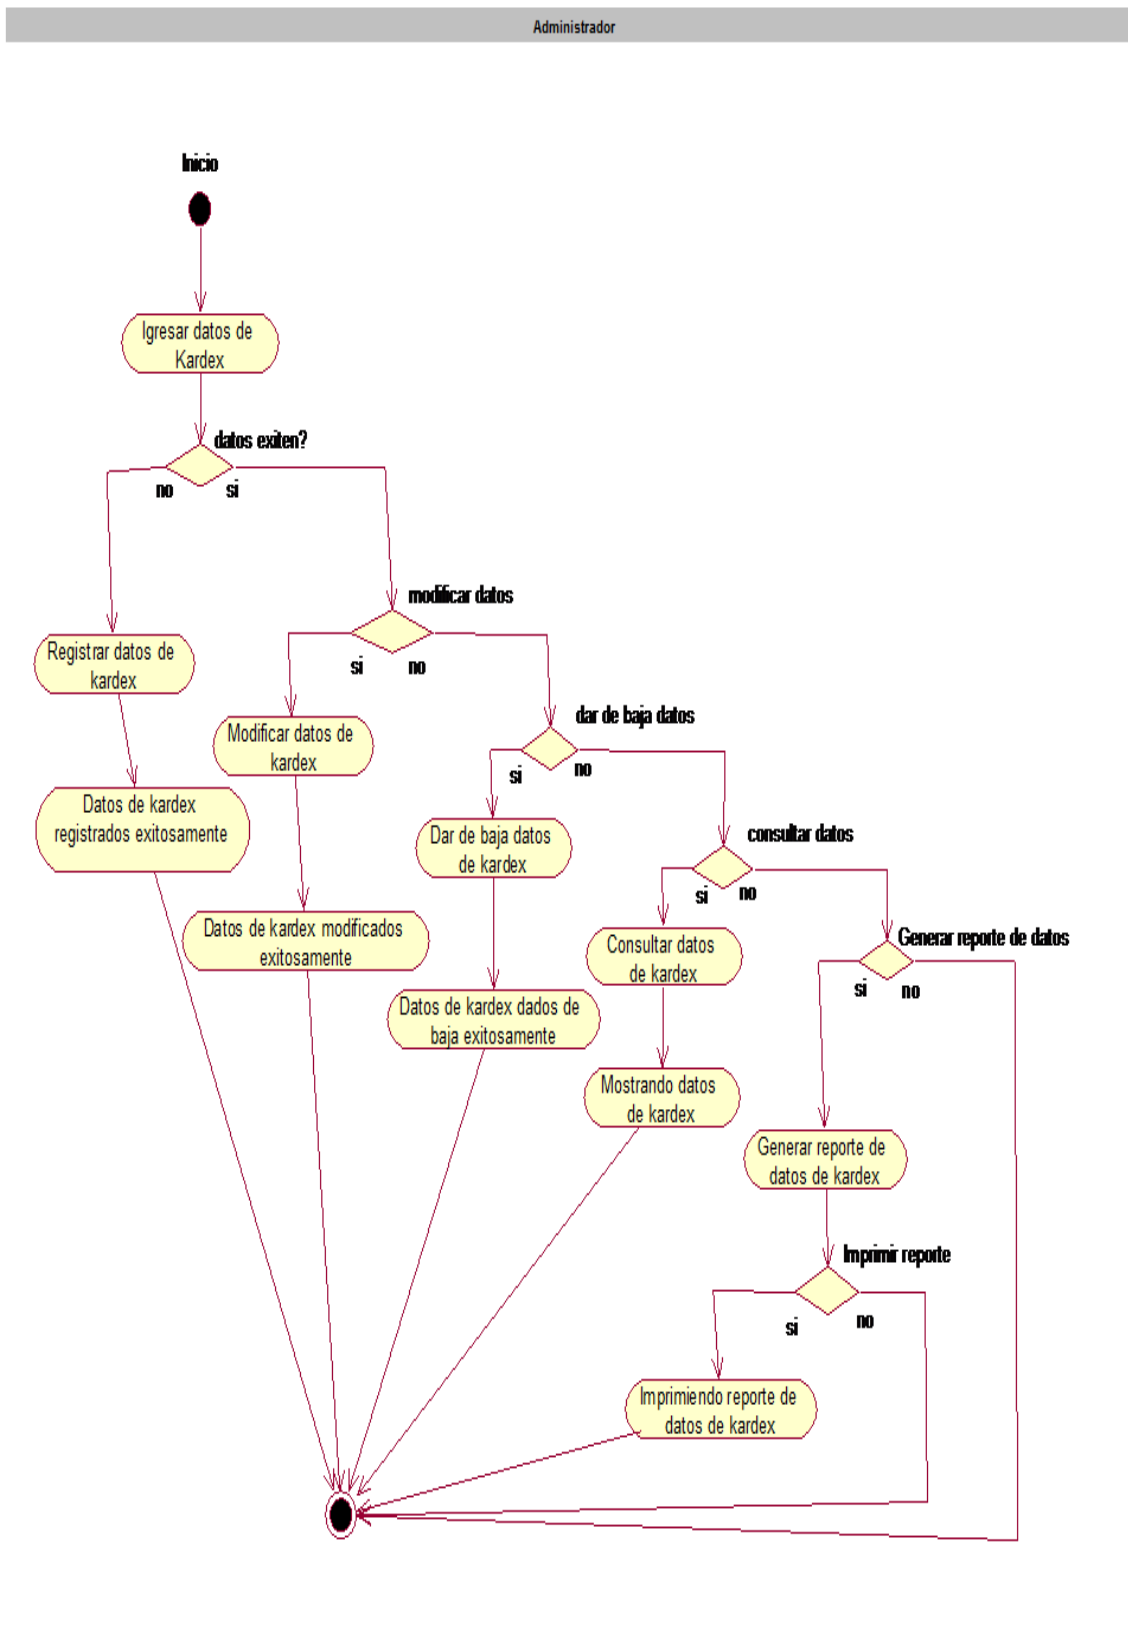 Administrador
Inicio
Igresar datos de
Kardex
datos exiten?
no
si
modificar datos
si
no
Registrar datos de
kardex
Modificar datos de
kardex
dar de baja datos
si
no
Datos de kardex
registrados exitosamente
Dar de baja datos
de kardex
consultar datos
si
no
Datos de kardex modificados
exitosamente
Consultar datos
de kardex
Generar reporte de datos
si
no
Datos de kardex dados de
baja exitosamente
Mostrando datos
de kardex
Generar reporte de
datos de kardex
Imprimir reporte
si
no
Imprimiendo reporte de
datos de kardex